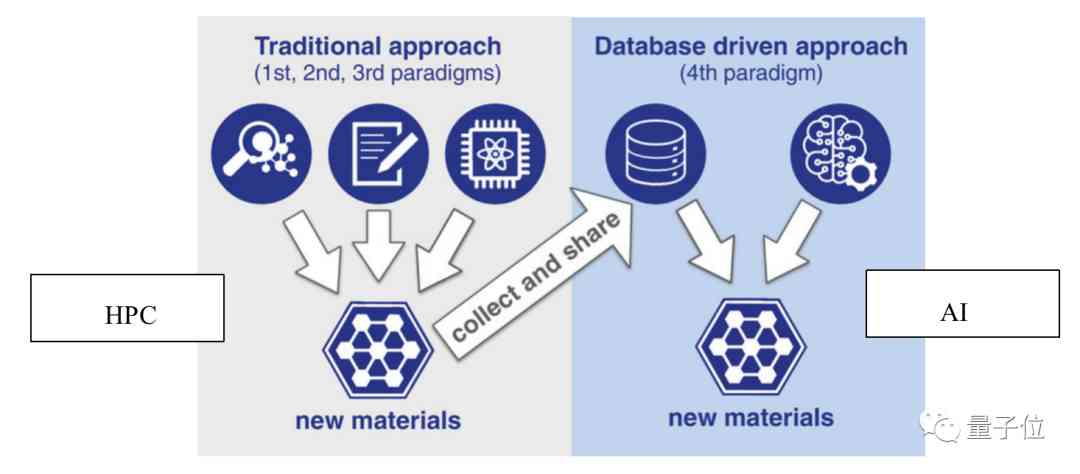 Traditional approach
(1st, 2nd, 3rd paradigms)
Database driven approach
(4th paradigm)
collect and share
HPC
AI
new materials
new materials
量子位